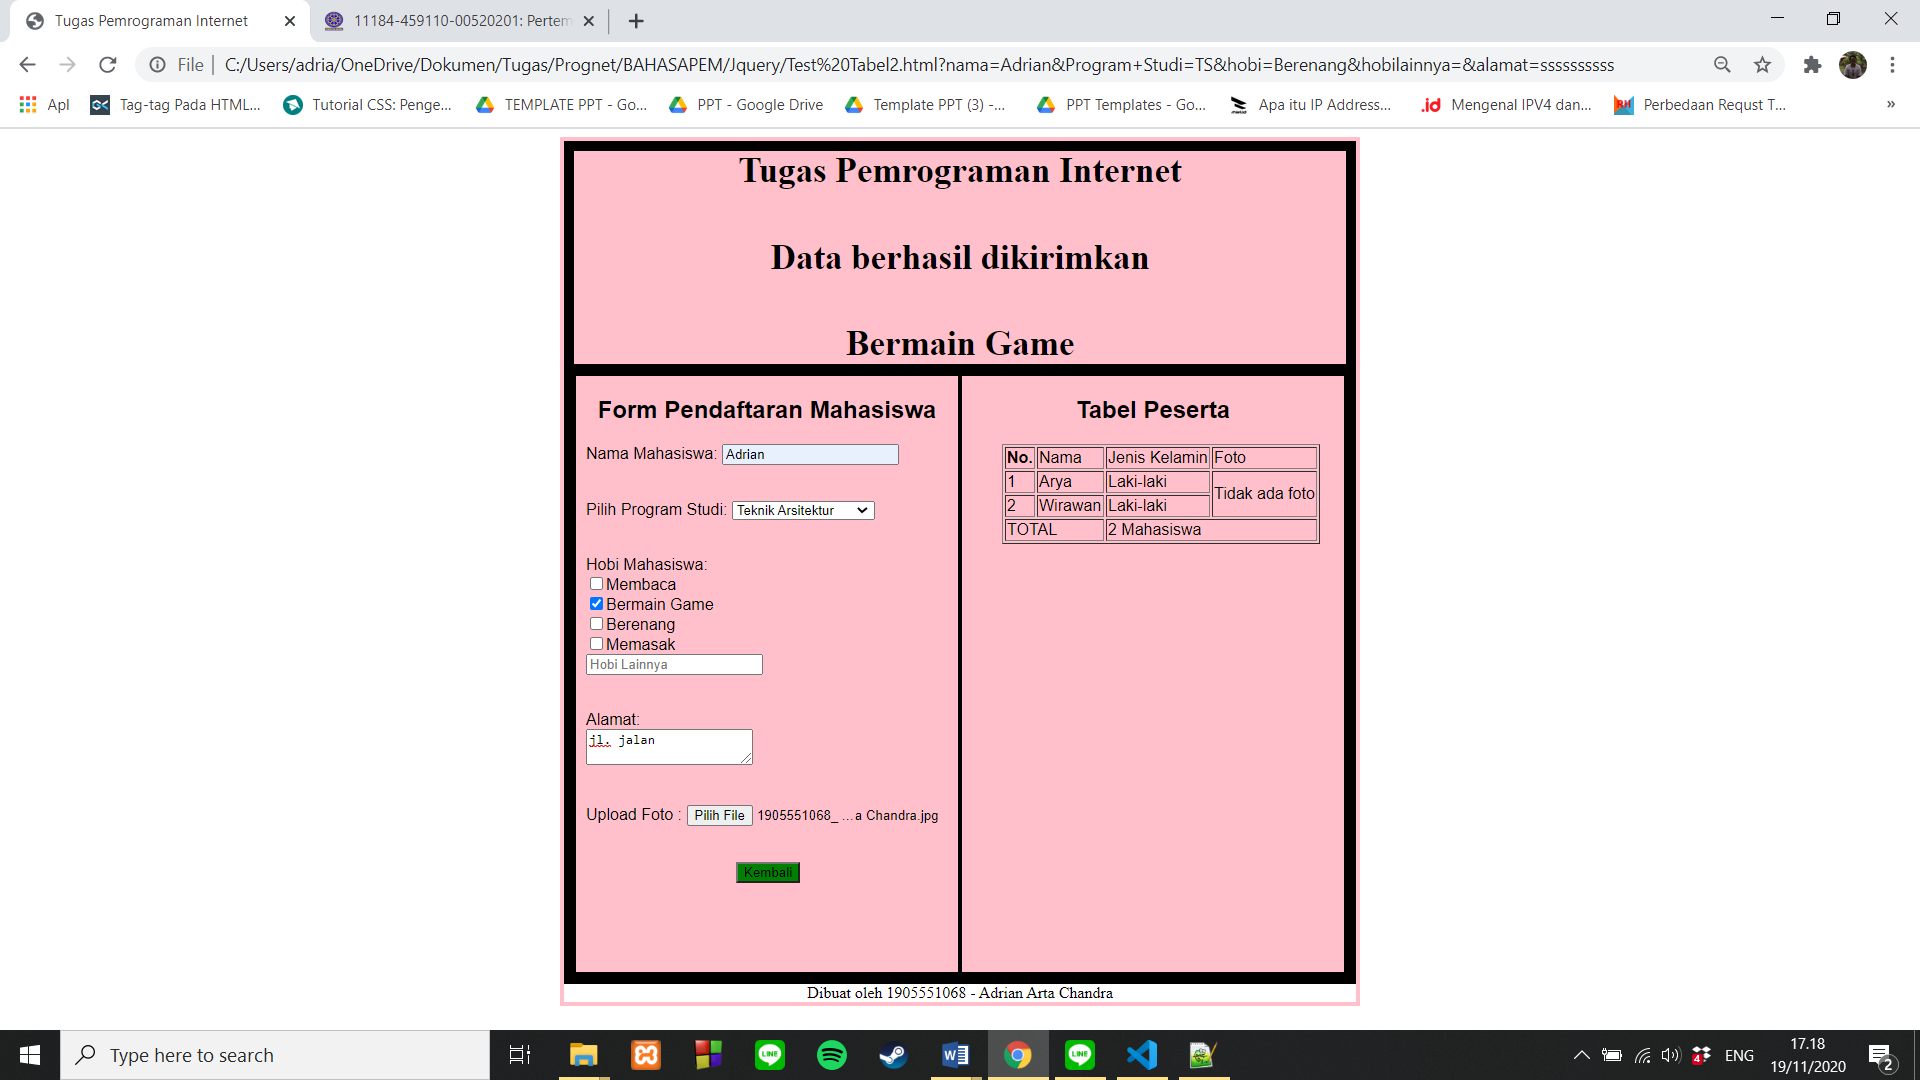 Tugas Pemrograman Internet
11184-459110-00520201: Pertem
File
C:/Users/adria/OneDrive/Dokumen/Tugas/Prognet/BAHASAPEM/Jquery/Test%20Tabel2.html?nama=Adrian&Program+Studi=TS&hobi=Berenang&hobilainnya=&alamat=ssssssssss
Apl
Tag-tag Pada HTML...
Tutorial CSS: Penge...
TEMPLATE PPT - Go...
PPT - Google Drive
Template PPT (3) -...
PPT Templates - Go...
Apa itu IP Address...
.id Mengenal IPV4 dan...
RH Perbedaan Requst T...
»
Tugas Pemrograman Internet
Data berhasil dikirimkan
Bermain Game
Form Pendaftaran Mahasiswa
Nama Mahasiswa: Adrian
Pilih Program Studi: Teknik Arsitektur
Hobi Mahasiswa:
Membaca
Bermain Game
Berenang
Memasak
Hobi Lainnya
Alamat:
jl. jalan
Upload Foto : Pilih File 1905551068_ ...a Chandra.jpg
Kembali
Tabel Peserta
No. Nama Jenis Kelamin Foto
1 Arya Laki-laki Tidak ada foto
2 Wirawan Laki-laki
TOTAL 2 Mahasiswa
Dibuat oleh 1905551068 - Adrian Arta Chandra
Type here to search
LINE
LINE
4
ENG
17.18
19/11/2020
2